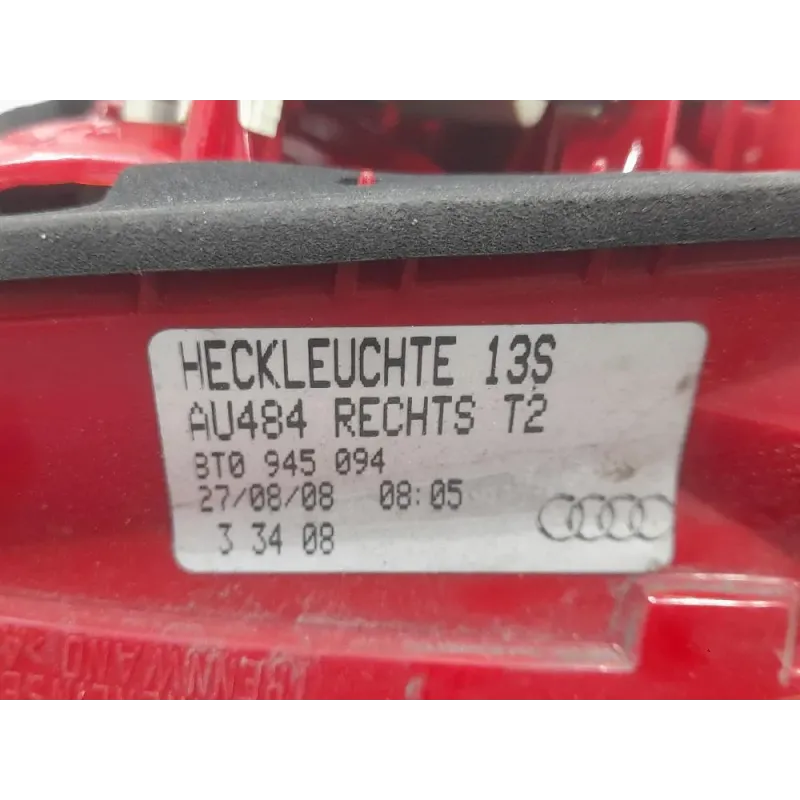 HECKLEUCHTE 13S
AU484 RECHTS T2
8T0 945 094
27/08/08 08:05
3 34 08